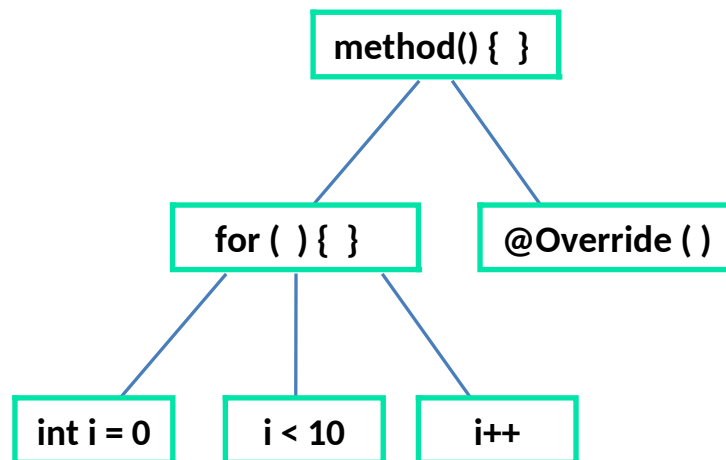 method() { }
for ( ) { }
@Override ( )
int i = 0
i < 10
i++